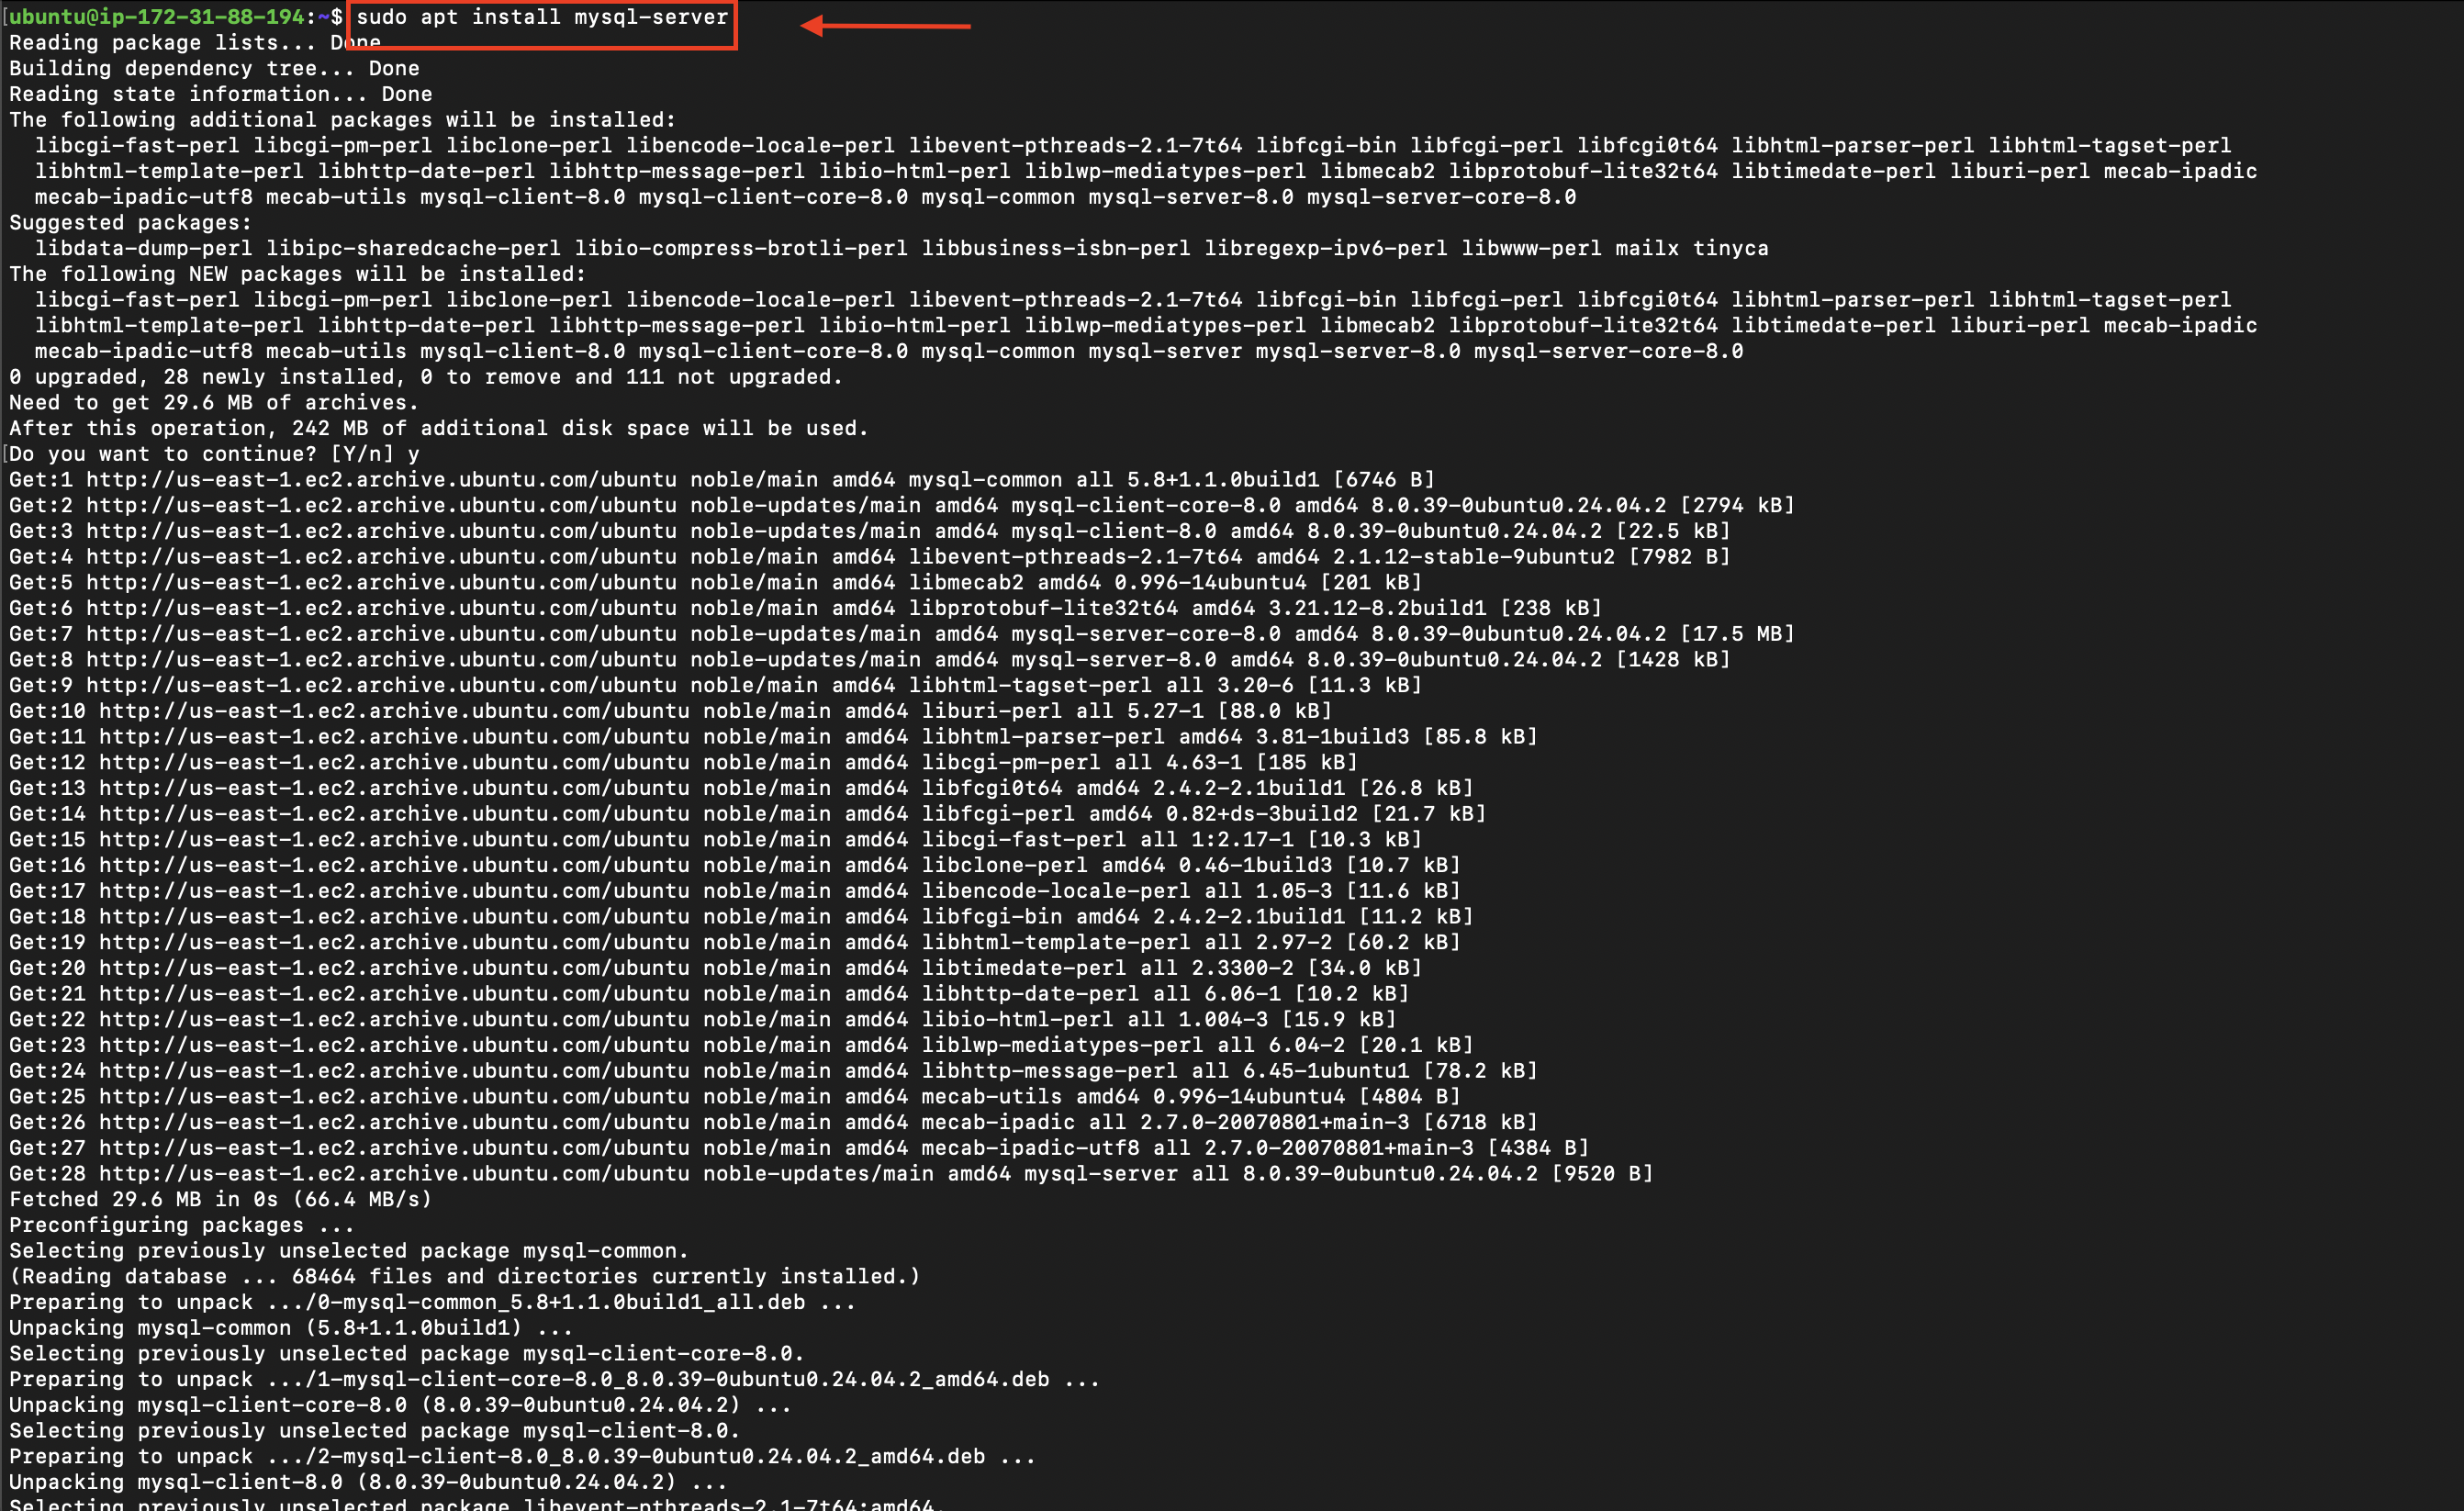 ubuntu@ip-172-31-88-194:~$ sudo apt install mysql-server
Reading package lists... Done
Building dependency tree... Done
Reading state information... Done
The following additional packages will be installed:
  libcgi-fast-perl libcgi-pm-perl libclone-perl libencode-locale-perl libevent-pthreads-2.1-7t64 libfcgi-bin libfcgi-perl libfcgi0t64 libhtml-parser-perl libhtml-tagset-perl
  libhtml-template-perl libhttp-date-perl libhttp-message-perl libio-html-perl liblwp-mediatypes-perl libmecab2 libprotobuf-lite32t64 libtimedate-perl liburi-perl mecab-ipadic
  mecab-ipadic-utf8 mecab-utils mysql-client-8.0 mysql-client-core-8.0 mysql-common mysql-server-8.0 mysql-server-core-8.0
Suggested packages:
  libdata-dump-perl libipc-sharedcache-perl libio-compress-brotli-perl libbusiness-isbn-perl libregexp-ipv6-perl libwww-perl mailx tinyca
The following NEW packages will be installed:
  libcgi-fast-perl libcgi-pm-perl libclone-perl libencode-locale-perl libevent-pthreads-2.1-7t64 libfcgi-bin libfcgi-perl libfcgi0t64 libhtml-parser-perl libhtml-tagset-perl
  libhtml-template-perl libhttp-date-perl libhttp-message-perl libio-html-perl liblwp-mediatypes-perl libmecab2 libprotobuf-lite32t64 libtimedate-perl liburi-perl mecab-ipadic
  mecab-ipadic-utf8 mecab-utils mysql-client-8.0 mysql-client-core-8.0 mysql-common mysql-server mysql-server-8.0 mysql-server-core-8.0
0 upgraded, 28 newly installed, 0 to remove and 111 not upgraded.
Need to get 29.6 MB of archives.
After this operation, 242 MB of additional disk space will be used.
Do you want to continue? [Y/n] y
Get:1 http://us-east-1.ec2.archive.ubuntu.com/ubuntu noble/main amd64 mysql-common all 5.8+1.1.0build1 [6746 B]
Get:2 http://us-east-1.ec2.archive.ubuntu.com/ubuntu noble-updates/main amd64 mysql-client-core-8.0 amd64 8.0.39-0ubuntu0.24.04.2 [2794 kB]
Get:3 http://us-east-1.ec2.archive.ubuntu.com/ubuntu noble-updates/main amd64 mysql-client-8.0 amd64 8.0.39-0ubuntu0.24.04.2 [22.5 kB]
Get:4 http://us-east-1.ec2.archive.ubuntu.com/ubuntu noble/main amd64 libevent-pthreads-2.1-7t64 amd64 2.1.12-stable-9ubuntu2 [7982 B]
Get:5 http://us-east-1.ec2.archive.ubuntu.com/ubuntu noble/main amd64 libmecab2 amd64 0.996-14ubuntu4 [201 kB]
Get:6 http://us-east-1.ec2.archive.ubuntu.com/ubuntu noble/main amd64 libprotobuf-lite32t64 amd64 3.21.12-8.2build1 [238 kB]
Get:7 http://us-east-1.ec2.archive.ubuntu.com/ubuntu noble-updates/main amd64 mysql-server-core-8.0 amd64 8.0.39-0ubuntu0.24.04.2 [17.5 MB]
Get:8 http://us-east-1.ec2.archive.ubuntu.com/ubuntu noble-updates/main amd64 mysql-server-8.0 amd64 8.0.39-0ubuntu0.24.04.2 [1428 kB]
Get:9 http://us-east-1.ec2.archive.ubuntu.com/ubuntu noble/main amd64 libhtml-tagset-perl all 3.20-6 [11.3 kB]
Get:10 http://us-east-1.ec2.archive.ubuntu.com/ubuntu noble/main amd64 liburi-perl all 5.27-1 [88.0 kB]
Get:11 http://us-east-1.ec2.archive.ubuntu.com/ubuntu noble/main amd64 libhtml-parser-perl amd64 3.81-1build3 [85.8 kB]
Get:12 http://us-east-1.ec2.archive.ubuntu.com/ubuntu noble/main amd64 libcgi-pm-perl all 4.63-1 [185 kB]
Get:13 http://us-east-1.ec2.archive.ubuntu.com/ubuntu noble/main amd64 libfcgi0t64 amd64 2.4.2-2.1build1 [26.8 kB]
Get:14 http://us-east-1.ec2.archive.ubuntu.com/ubuntu noble/main amd64 libfcgi-perl amd64 0.82+ds-3build2 [21.7 kB]
Get:15 http://us-east-1.ec2.archive.ubuntu.com/ubuntu noble/main amd64 libcgi-fast-perl all 1:2.17-1 [10.3 kB]
Get:16 http://us-east-1.ec2.archive.ubuntu.com/ubuntu noble/main amd64 libclone-perl amd64 0.46-1build3 [10.7 kB]
Get:17 http://us-east-1.ec2.archive.ubuntu.com/ubuntu noble/main amd64 libencode-locale-perl all 1.05-3 [11.6 kB]
Get:18 http://us-east-1.ec2.archive.ubuntu.com/ubuntu noble/main amd64 libfcgi-bin amd64 2.4.2-2.1build1 [11.2 kB]
Get:19 http://us-east-1.ec2.archive.ubuntu.com/ubuntu noble/main amd64 libhtml-template-perl all 2.97-2 [60.2 kB]
Get:20 http://us-east-1.ec2.archive.ubuntu.com/ubuntu noble/main amd64 libtimedate-perl all 2.3300-2 [34.0 kB]
Get:21 http://us-east-1.ec2.archive.ubuntu.com/ubuntu noble/main amd64 libhttp-date-perl all 6.06-1 [10.2 kB]
Get:22 http://us-east-1.ec2.archive.ubuntu.com/ubuntu noble/main amd64 libio-html-perl all 1.004-3 [15.9 kB]
Get:23 http://us-east-1.ec2.archive.ubuntu.com/ubuntu noble/main amd64 liblwp-mediatypes-perl all 6.04-2 [20.1 kB]
Get:24 http://us-east-1.ec2.archive.ubuntu.com/ubuntu noble/main amd64 libhttp-message-perl all 6.45-1ubuntu1 [78.2 kB]
Get:25 http://us-east-1.ec2.archive.ubuntu.com/ubuntu noble/main amd64 mecab-utils amd64 0.996-14ubuntu4 [4804 B]
Get:26 http://us-east-1.ec2.archive.ubuntu.com/ubuntu noble/main amd64 mecab-ipadic all 2.7.0-20070801+main-3 [6718 kB]
Get:27 http://us-east-1.ec2.archive.ubuntu.com/ubuntu noble/main amd64 mecab-ipadic-utf8 all 2.7.0-20070801+main-3 [4384 B]
Get:28 http://us-east-1.ec2.archive.ubuntu.com/ubuntu noble-updates/main amd64 mysql-server all 8.0.39-0ubuntu0.24.04.2 [9520 B]
Fetched 29.6 MB in 0s (66.4 MB/s)
Preconfiguring packages ...
Selecting previously unselected package mysql-common.
(Reading database ... 68464 files and directories currently installed.)
Preparing to unpack .../0-mysql-common_5.8+1.1.0build1_all.deb ...
Unpacking mysql-common (5.8+1.1.0build1) ...
Selecting previously unselected package mysql-client-core-8.0.
Preparing to unpack .../1-mysql-client-core-8.0_8.0.39-0ubuntu0.24.04.2_amd64.deb ...
Unpacking mysql-client-core-8.0 (8.0.39-0ubuntu0.24.04.2) ...
Selecting previously unselected package mysql-client-8.0.
Preparing to unpack .../2-mysql-client-8.0_8.0.39-0ubuntu0.24.04.2_amd64.deb ...
Unpacking mysql-client-8.0 (8.0.39-0ubuntu0.24.04.2) ...
Selecting previously unselected package libevent-pthreads-2.1-7t64:amd64.